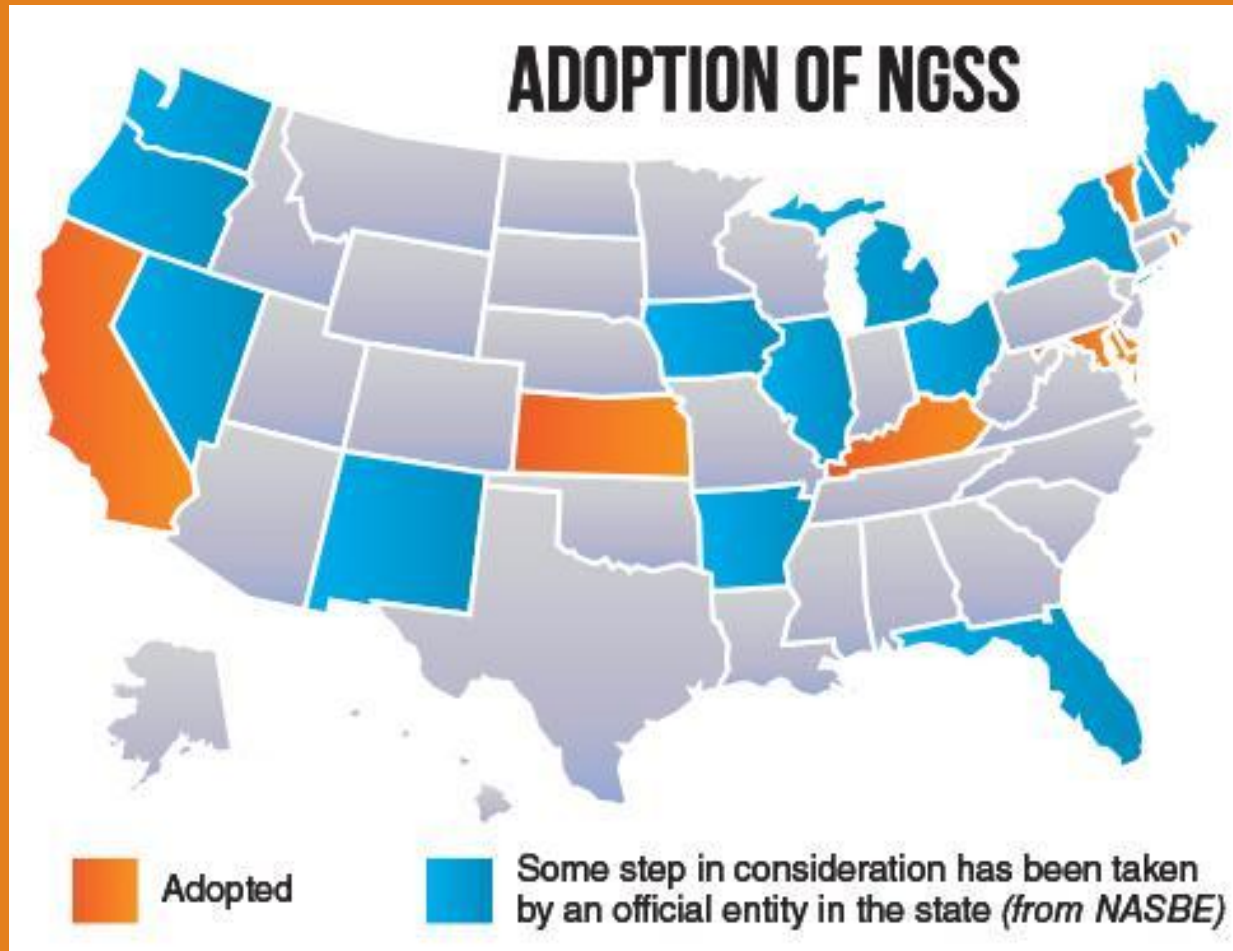 ADOPTION OF NGSS
Adopted
Some step in consideration has been taken
by an official entity in the state (from NASBE)